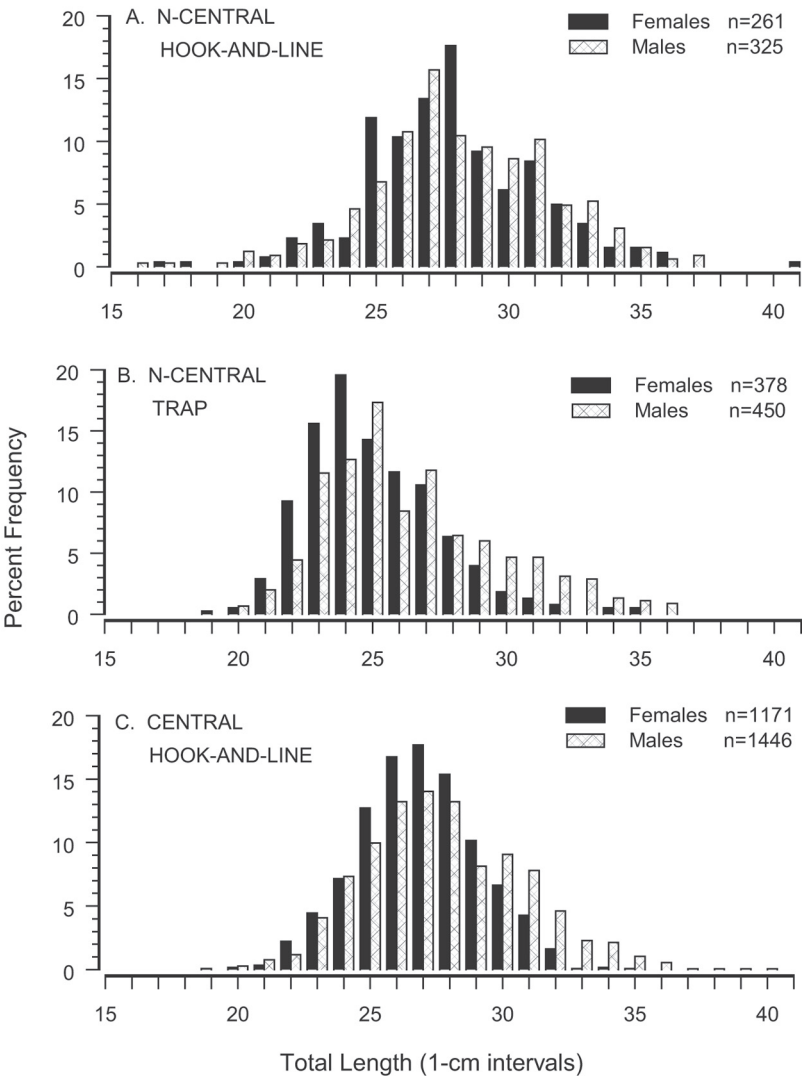 A. N-CENTRAL
HOOK-AND-LINE
Females n=261
Males n=325
20
15
10
5
0
15 20 25 30 35 40
B. N-CENTRAL
TRAP
Females n=378
Males n=450
20
15
10
5
0
15 20 25 30 35 40
Percent Frequency
C. CENTRAL
HOOK-AND-LINE
Females n=1171
Males n=1446
20
15
10
5
0
15 20 25 30 35 40
Total Length (1-cm intervals)